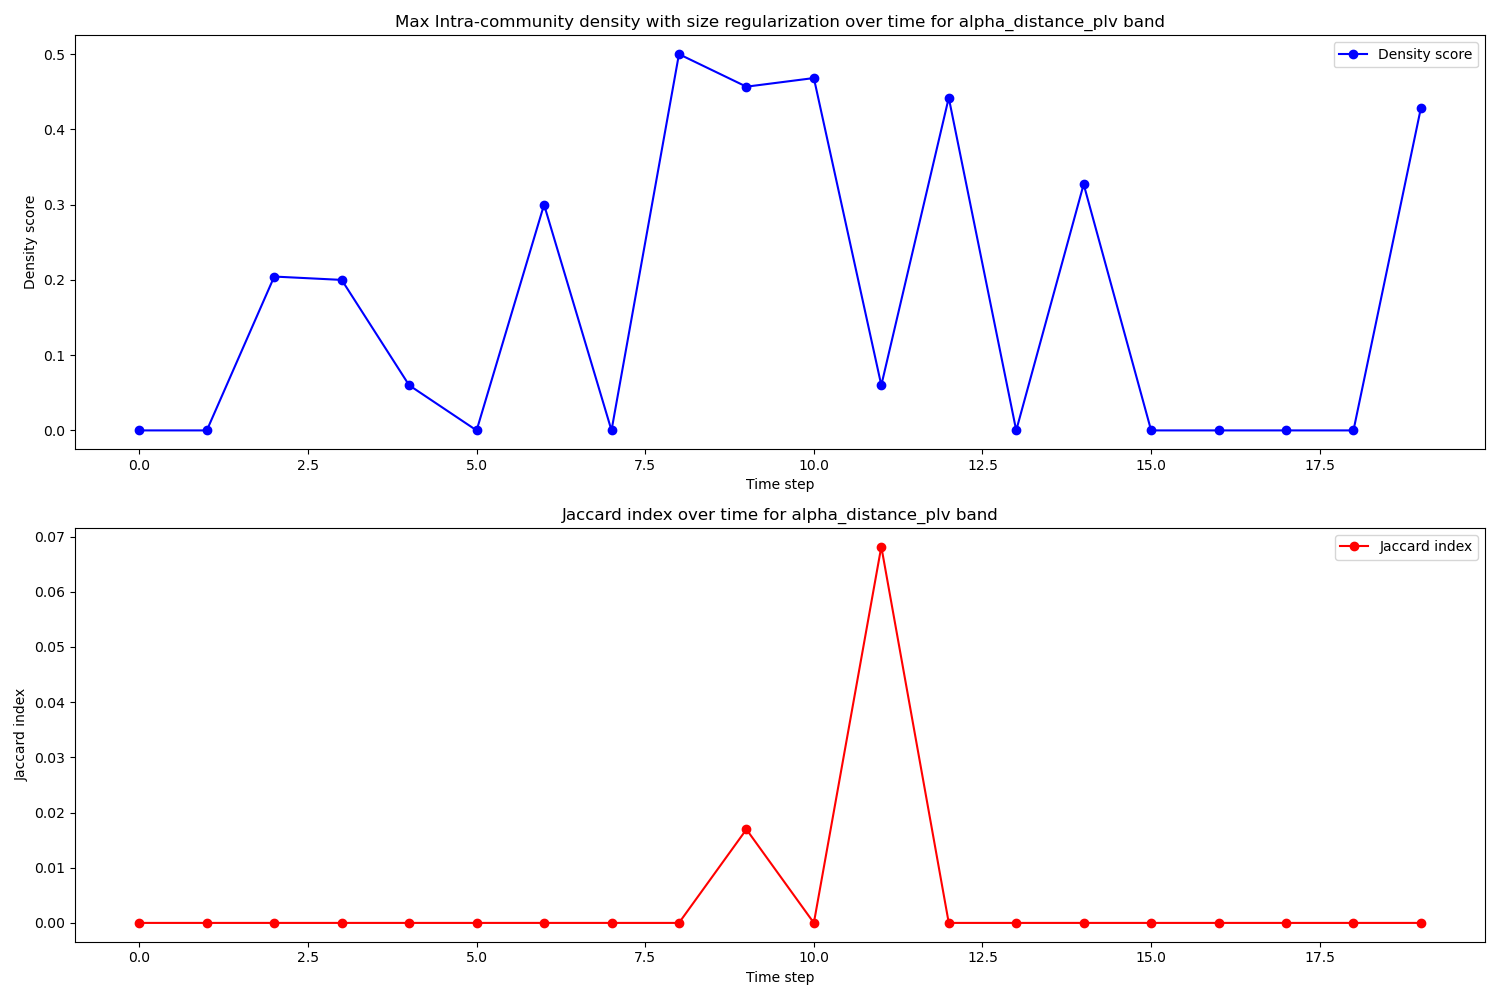 Max Intra-community density with size regularization over time for alpha_distance_plv band
Density score
0.5
0.4
0.3
0.2
0.1
0.0
Density score
0.0 2.5 5.0 7.5 10.0 12.5 15.0 17.5
Time step
Jaccard index over time for alpha_distance_plv band
Jaccard index
0.07
0.06
0.05
0.04
0.03
0.02
0.01
0.00
Jaccard index
0.0 2.5 5.0 7.5 10.0 12.5 15.0 17.5
Time step